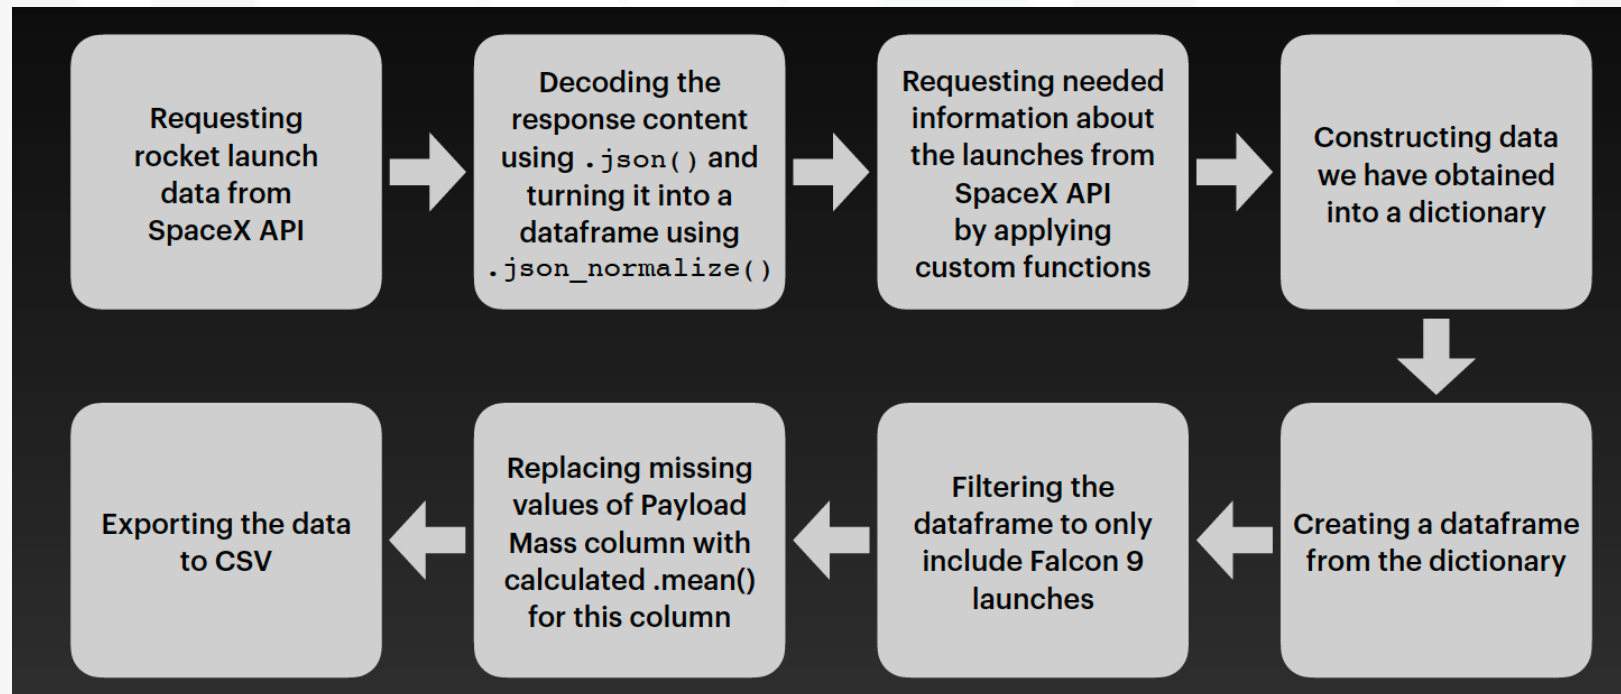 Requesting
rocket launch
data from
SpaceX API
Decoding the
response content
using .json() and
turning it into a
dataframe using
.json_normalize()
Requesting needed
information about
the launches from
SpaceX API
by applying
custom functions
Constructing data
we have obtained
into a dictionary
Creating a dataframe
from the dictionary
Filtering the
dataframe to only
include Falcon 9
launches
Replacing missing
values of Payload
Mass column with
calculated .mean()
for this column
Exporting the data
to CSV